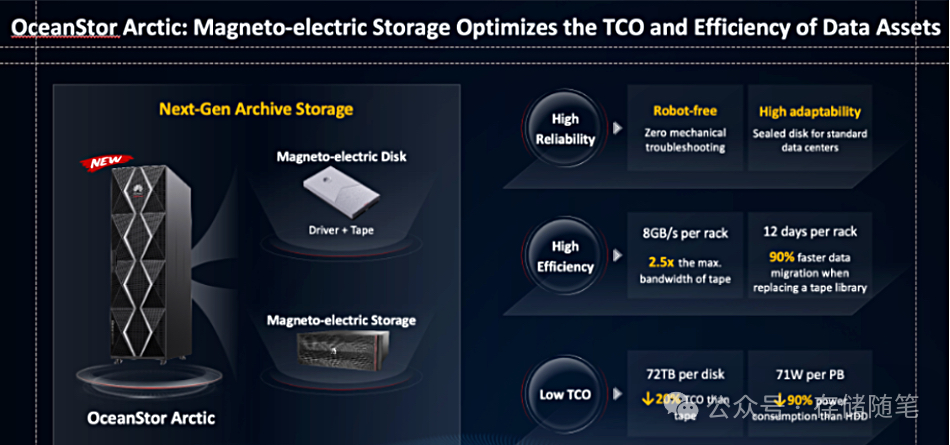 OceanStor Arctic: Magneto-electric Storage Optimizes the TCO and Efficiency of Data Assets
Next-Gen Archive Storage
NEW
Magneto-electric Disk
Driver + Tape
Magneto-electric Storage
OceanStor Arctic
High
Reliability
Robot-free
Zero mechanical
troubleshooting
High adaptability
Sealed disk for standard
data centers
High
Efficiency
8GB/s per rack
2.5x the max.
bandwidth of tape
12 days per rack
90% faster data
migration when
replacing a tape library
Low TCO
72TB per disk
↓20% TCO than
tape
71W per PB
↓90% power
consumption than HDD
公众号·存储随笔